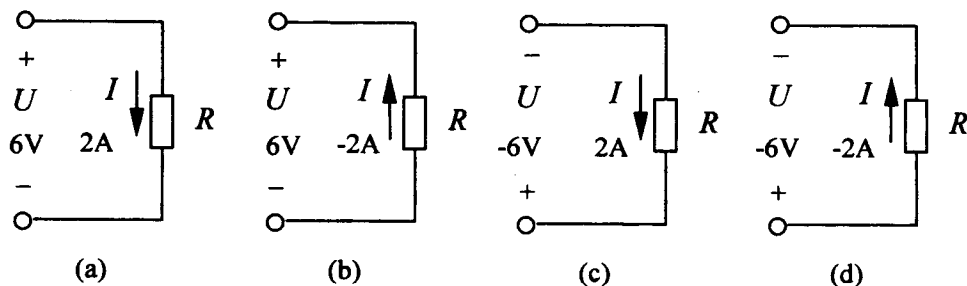 + + − −
U I R U I R U I R U I R
6V 2A 6V -2A -6V 2A -6V -2A
− − + +
(a) (b) (c) (d)